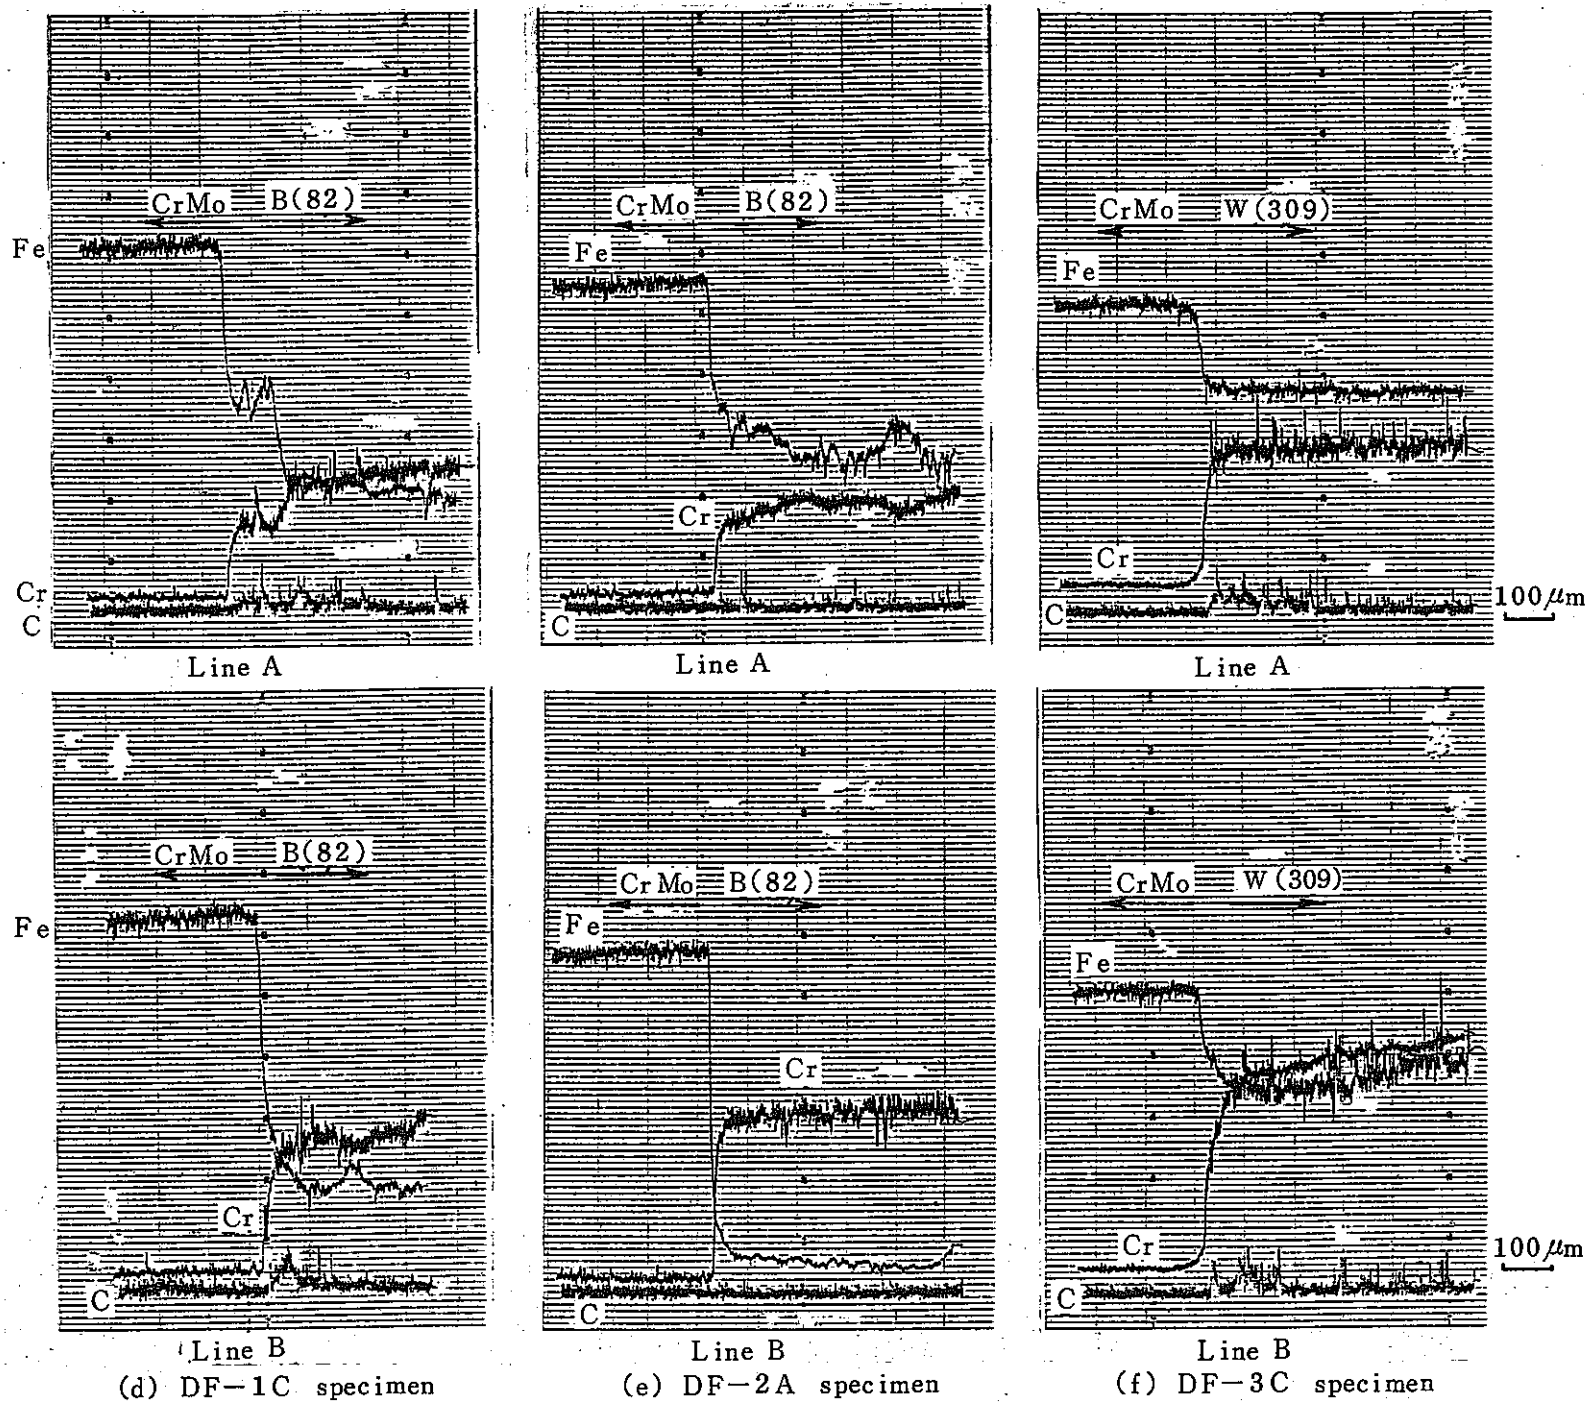 CrMo B(82)
Fe
Cr
C
Line A
CrMo B(82)
Fe
Cr
C
Line A
CrMo W(309)
Fe
Cr
C
100μm
Line A
CrMo B(82)
Fe
Cr
C
Line B
(d) DF-1C specimen
CrMo B(82)
Fe
Cr
C
Line B
(e) DF-2A specimen
CrMo W(309)
Fe
Cr
C
100μm
Line B
(f) DF-3C specimen